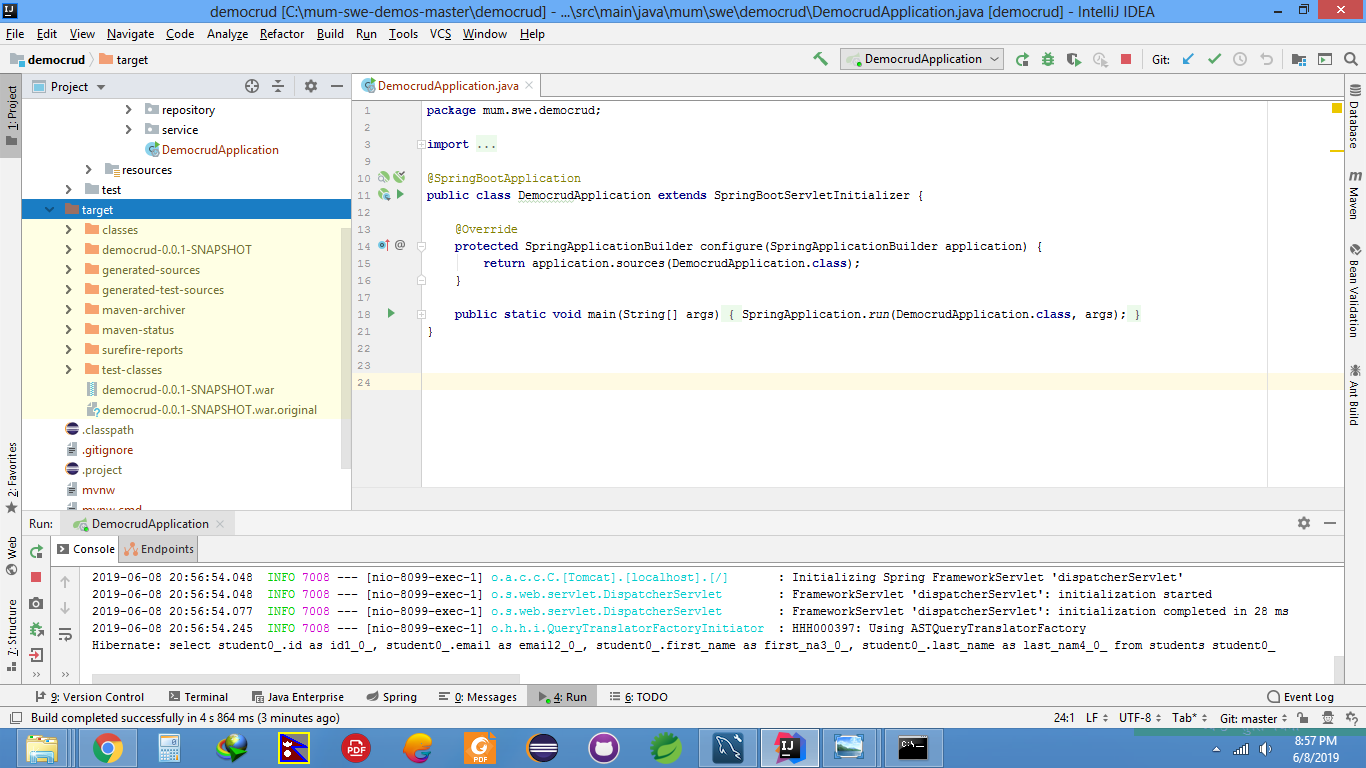 democrud [C:\mum-swe-demos-master\democrud] - ...\src\main\java\mum\swe\democrud\DemocrudApplication.java [democrud] - IntelliJ IDEA
File Edit View Navigate Code Analyze Refactor Build Run Tools VCS Window Help
democrud target DemocrudApplication Git:
Project
DemocrudApplication.java
1: Project
2: Favorites
Web
7: Structure
repository
service
DemocrudApplication
resources
test
target
classes
democrud-0.0.1-SNAPSHOT
generated-sources
generated-test-sources
maven-archiver
maven-status
surefire-reports
test-classes
democrud-0.0.1-SNAPSHOT.war
democrud-0.0.1-SNAPSHOT.war.original
.classpath
.gitignore
.project
mvnw
mvnw.cmd
1 package mum.swe.democrud;
2
3 import ...
9
10 @SpringBootApplication
11 public class DemocrudApplication extends SpringBootServletInitializer {
12
13 @Override
14 @ protected SpringApplicationBuilder configure(SpringApplicationBuilder application) {
15 return application.sources(DemocrudApplication.class);
16 }
17
18 public static void main(String[] args) { SpringApplication.run(DemocrudApplication.class, args); }
21 }
22
23
24
Database
Maven
Bean Validation
Ant Build
Run: DemocrudApplication
Console Endpoints
2019-06-08 20:56:54.048 INFO 7008 --- [nio-8099-exec-1] o.a.c.c.C.[Tomcat].[localhost].[/] : Initializing Spring FrameworkServlet 'dispatcherServlet'
2019-06-08 20:56:54.048 INFO 7008 --- [nio-8099-exec-1] o.s.web.servlet.DispatcherServlet : FrameworkServlet 'dispatcherServlet': initialization started
2019-06-08 20:56:54.077 INFO 7008 --- [nio-8099-exec-1] o.s.web.servlet.DispatcherServlet : FrameworkServlet 'dispatcherServlet': initialization completed in 28 ms
2019-06-08 20:56:54.245 INFO 7008 --- [nio-8099-exec-1] o.h.h.i.QueryTranslatorFactoryInitiator : HHH000397: Using ASTQueryTranslatorFactory
Hibernate: select student0_.id as id1_0_, student0_.email as email2_0_, student0_.first_name as first_na3_0_, student0_.last_name as last_nam4_0_ from students student0_
9: Version Control Terminal Java Enterprise Spring 0: Messages 4: Run 6: TODO Event Log
Build completed successfully in 4 s 864 ms (3 minutes ago) 24:1 LF UTF-8 Tab* Git: master
PDF
PDF
IJ
C:\_
8:57 PM
6/8/2019